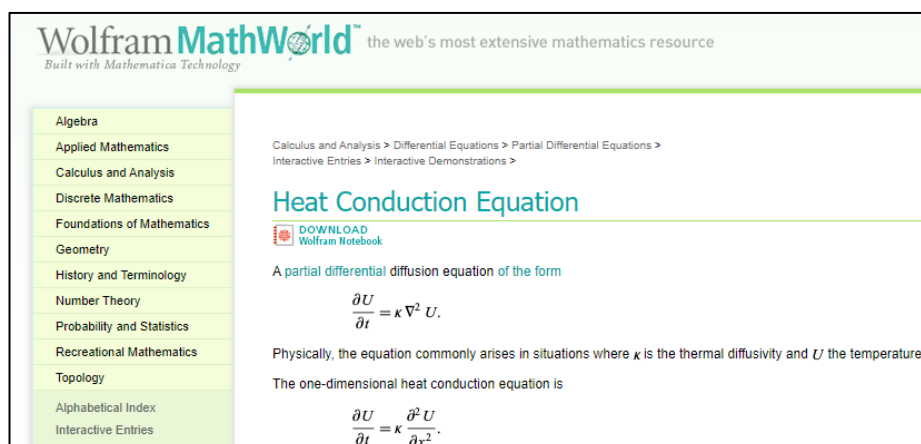 Wolfram MathWorld™ the web's most extensive mathematics resource
Built with Mathematica Technology
Algebra
Applied Mathematics
Calculus and Analysis
Discrete Mathematics
Foundations of Mathematics
Geometry
History and Terminology
Number Theory
Probability and Statistics
Recreational Mathematics
Topology
Alphabetical Index
Interactive Entries
Calculus and Analysis > Differential Equations > Partial Differential Equations >
Interactive Entries > Interactive Demonstrations >
Heat Conduction Equation
DOWNLOAD
Wolfram Notebook
A partial differential diffusion equation of the form
∂U/∂t = κ ∇² U.
Physically, the equation commonly arises in situations where κ is the thermal diffusivity and U the temperature
The one-dimensional heat conduction equation is
∂U/∂t = κ ∂²U/∂x².